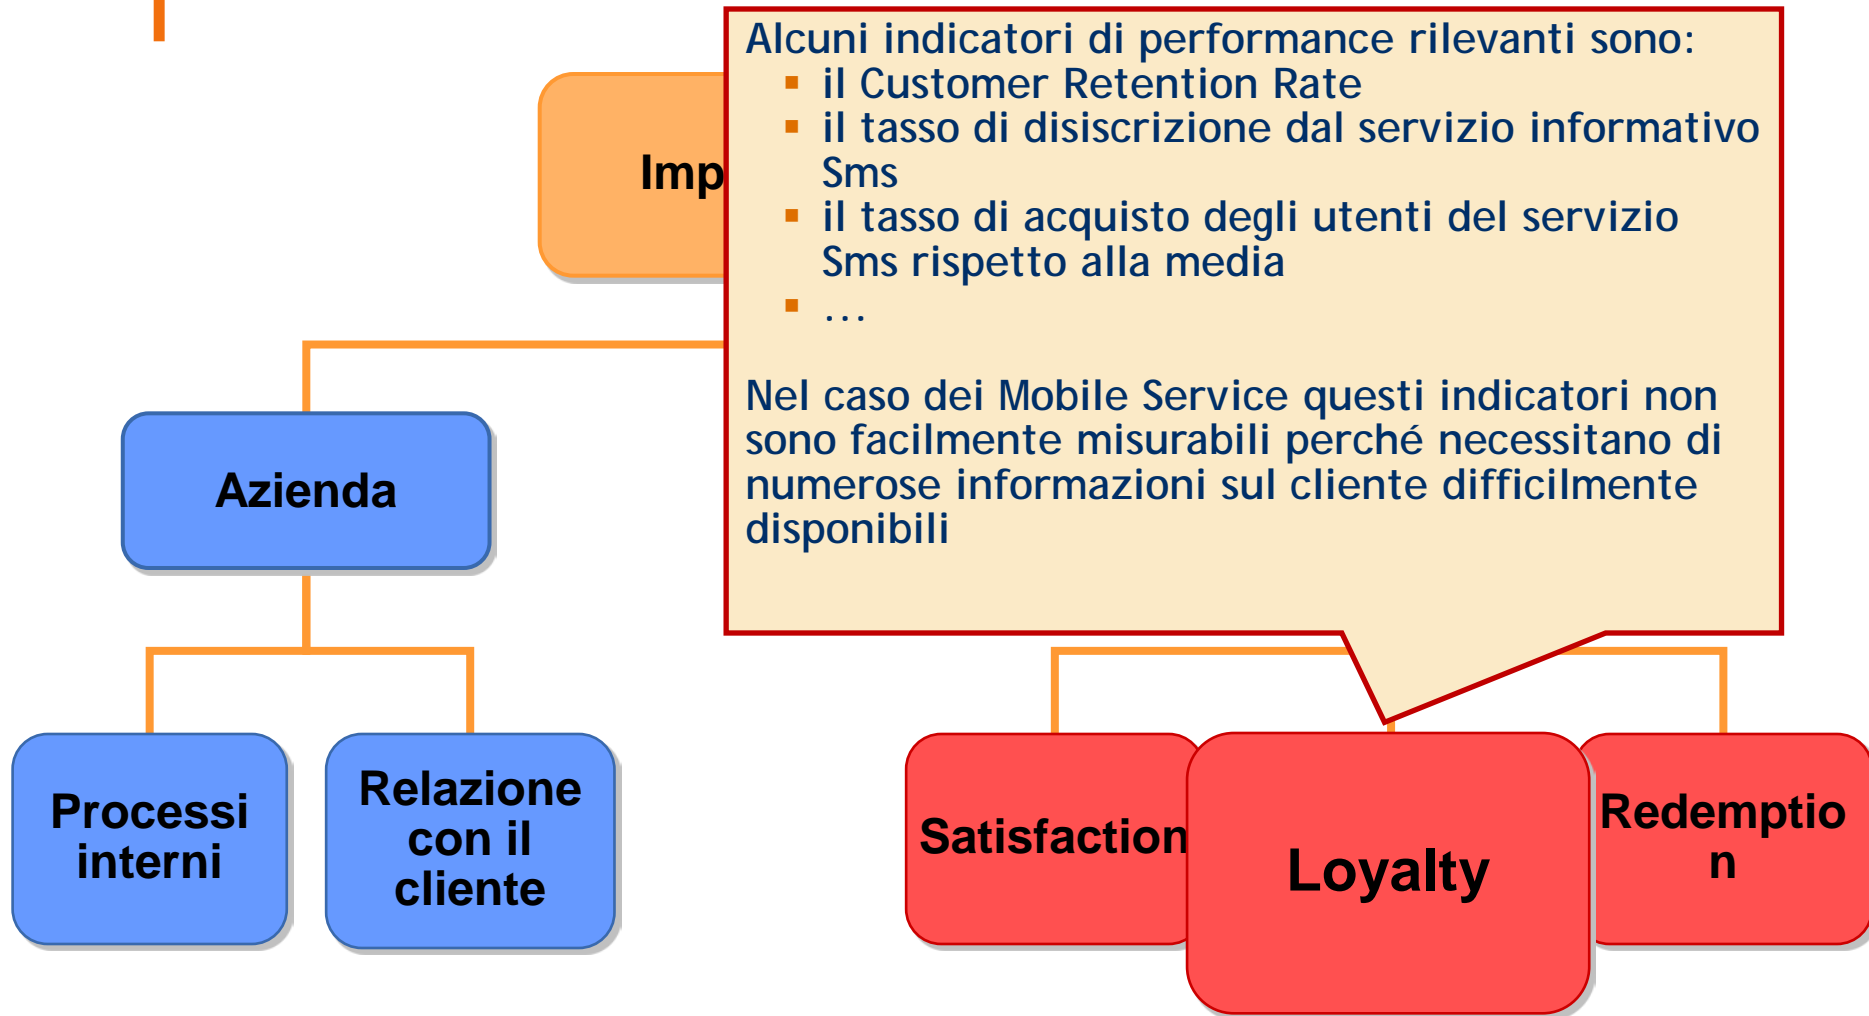 Alcuni indicatori di performance rilevanti sono:
▪ il Customer Retention Rate
▪ il tasso di disiscrizione dal servizio informativo
Sms
▪ il tasso di acquisto degli utenti del servizio
Sms rispetto alla media
▪ ...
Nel caso dei Mobile Service questi indicatori non
sono facilmente misurabili perché necessitano di
numerose informazioni sul cliente difficilmente
disponibili
Imp
Azienda
Processi
interni
Relazione
con il
cliente
Satisfaction
Loyalty
Redemptio
n